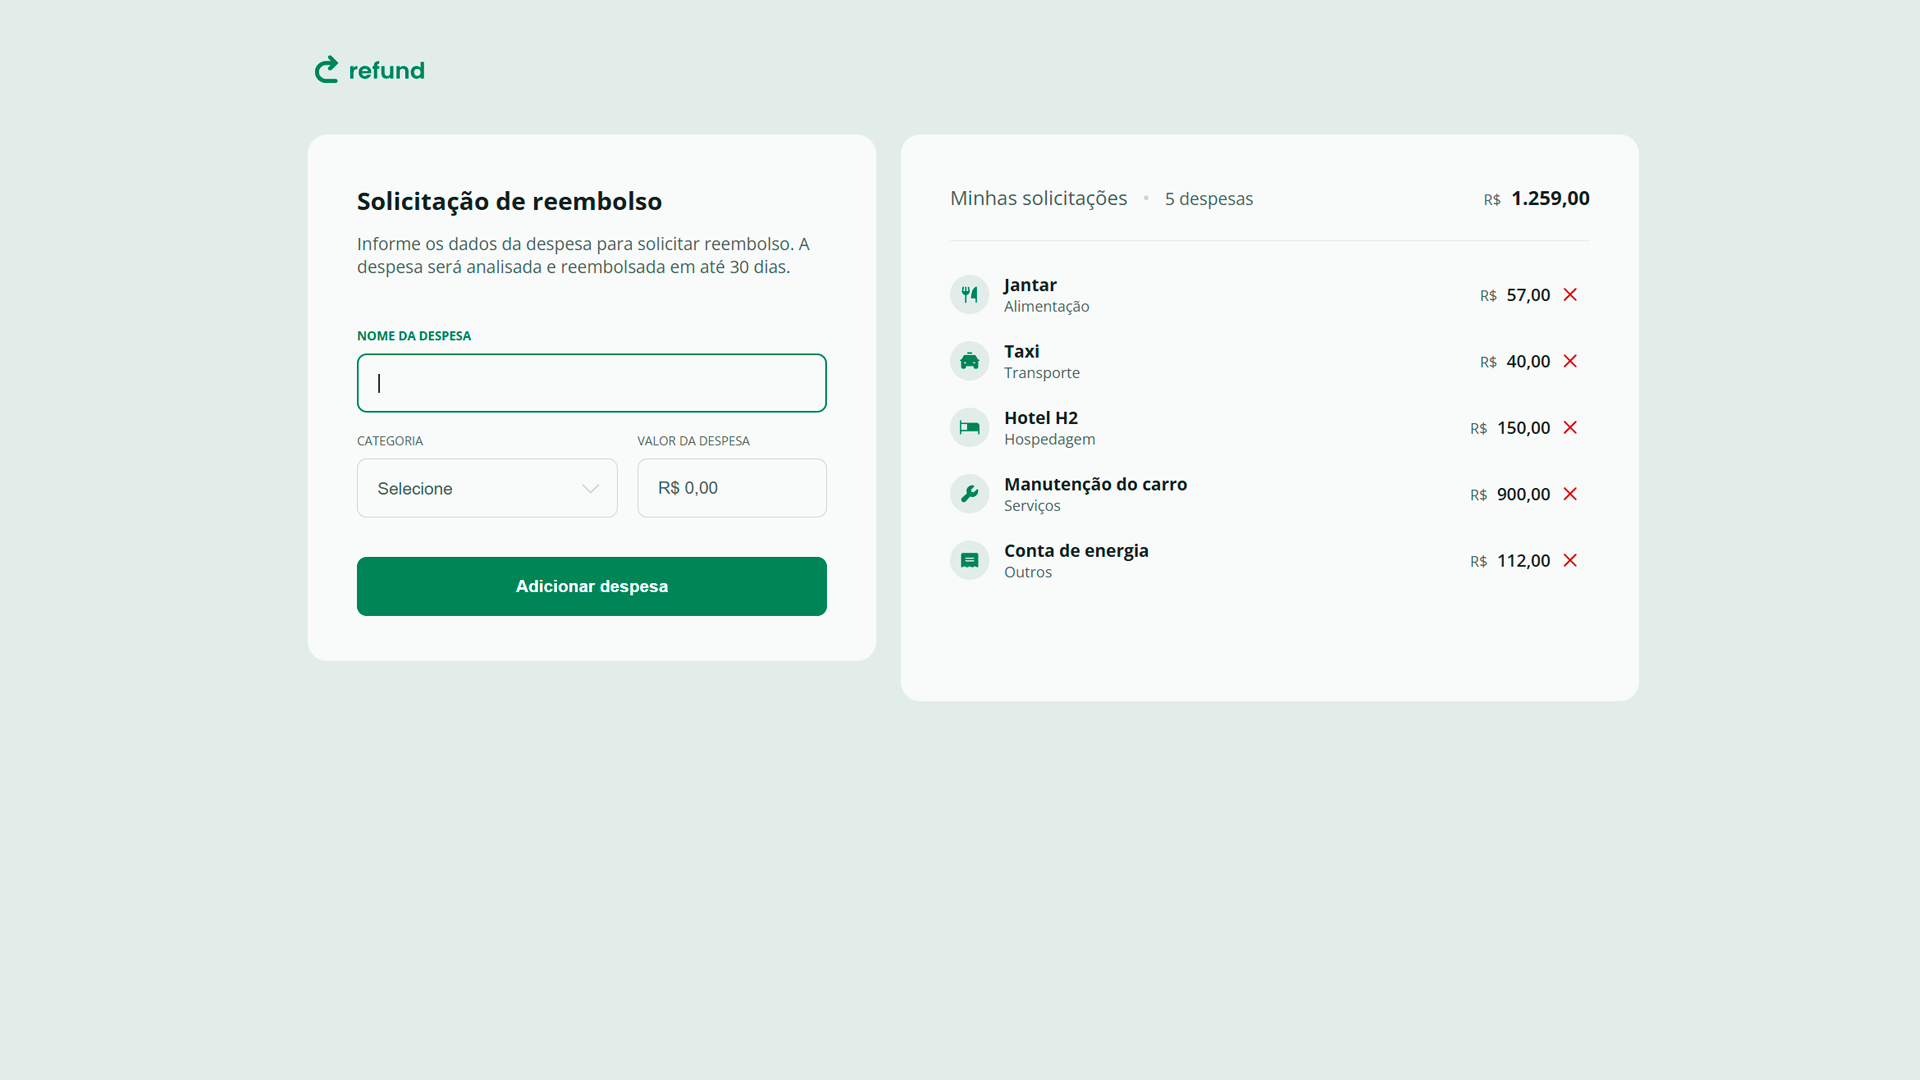 refund
Solicitação de reembolso
Informe os dados da despesa para solicitar reembolso. A
despesa será analisada e reembolsada em até 30 dias.
NOME DA DESPESA
CATEGORIA
VALOR DA DESPESA
Selecione
R$ 0,00
Adicionar despesa
Minhas solicitações • 5 despesas
R$ 1.259,00
Jantar
Alimentação
R$ 57,00
Taxi
Transporte
R$ 40,00
Hotel H2
Hospedagem
R$ 150,00
Manutenção do carro
Serviços
R$ 900,00
Conta de energia
Outros
R$ 112,00